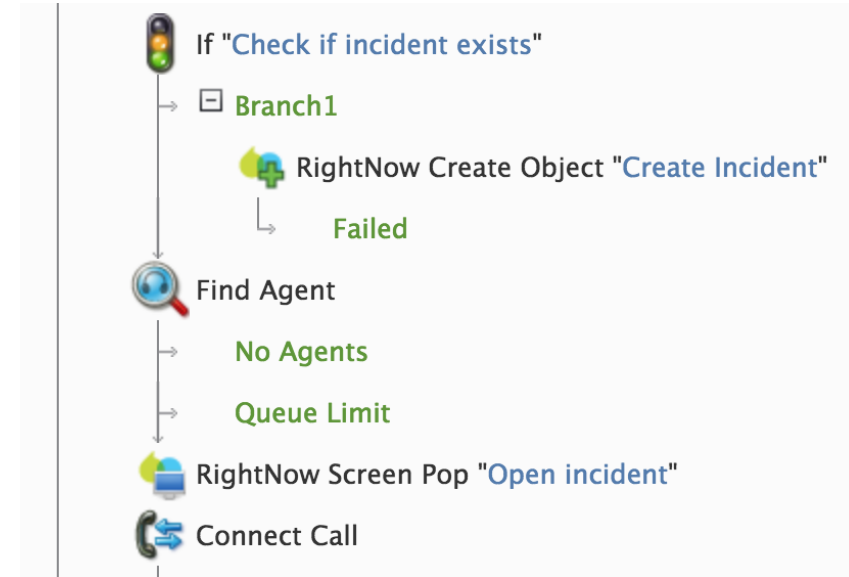 If "Check if incident exists"
Branch1
RightNow Create Object "Create Incident"
Failed
Find Agent
No Agents
Queue Limit
RightNow Screen Pop "Open incident"
Connect Call